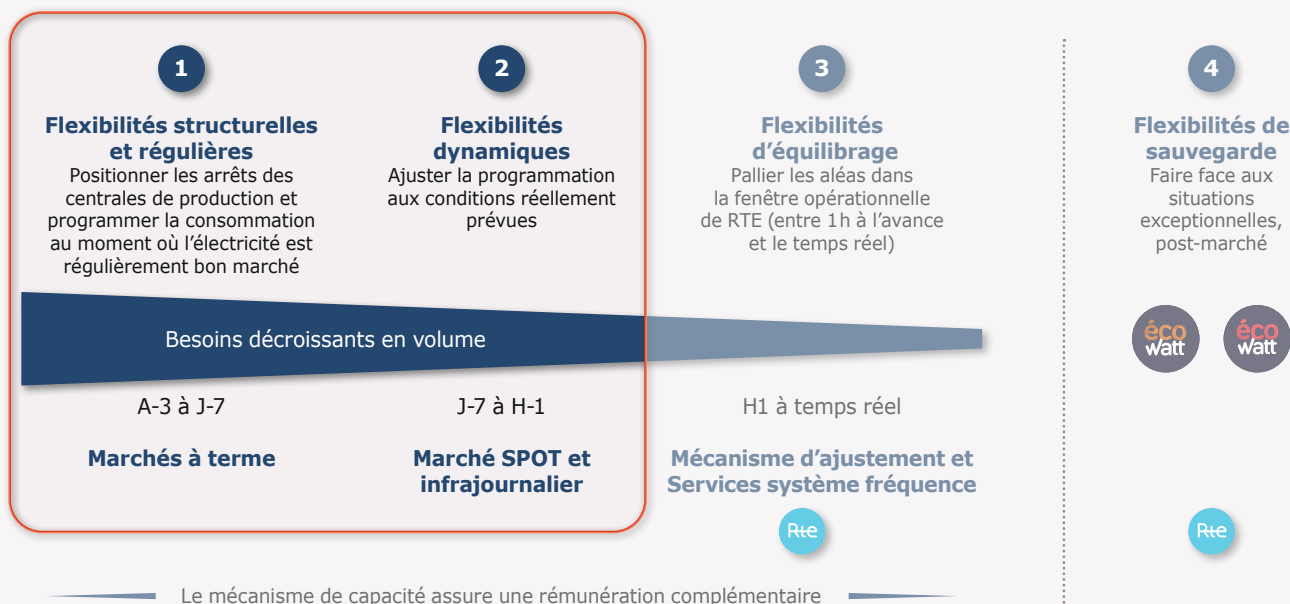 1
Flexibilités structurelles
et régulières
Positionner les arrêts des
centrales de production et
programmer la consommation
au moment où l'électricité est
régulièrement bon marché
2
Flexibilités
dynamiques
Ajuster la programmation
aux conditions réellement
prévues
3
Flexibilités
d'équilibrage
Pallier les aléas dans
la fenêtre opérationnelle
de RTE (entre 1h à l'avance
et le temps réel)
4
Flexibilités de
sauvegarde
Faire face aux
situations
exceptionnelles,
post-marché
Besoins décroissants en volume
éco
watt
éco
watt
A-3 à J-7
J-7 à H-1
H1 à temps réel
Marchés à terme
Marché SPOT et
infrajournalier
Mécanisme d'ajustement et
Services système fréquence
Rte
Rte
Le mécanisme de capacité assure une rémunération complémentaire